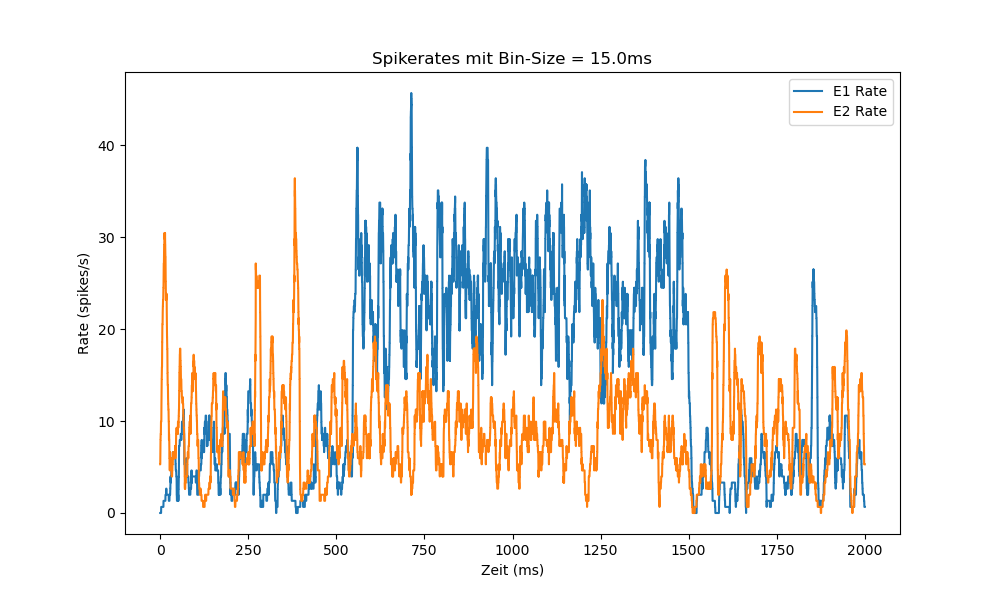 Spikerates mit Bin-Size = 15.0ms
E1 Rate
E2 Rate
Rate (spikes/s)
40
30
20
10
0
0 250 500 750 1000 1250 1500 1750 2000
Zeit (ms)